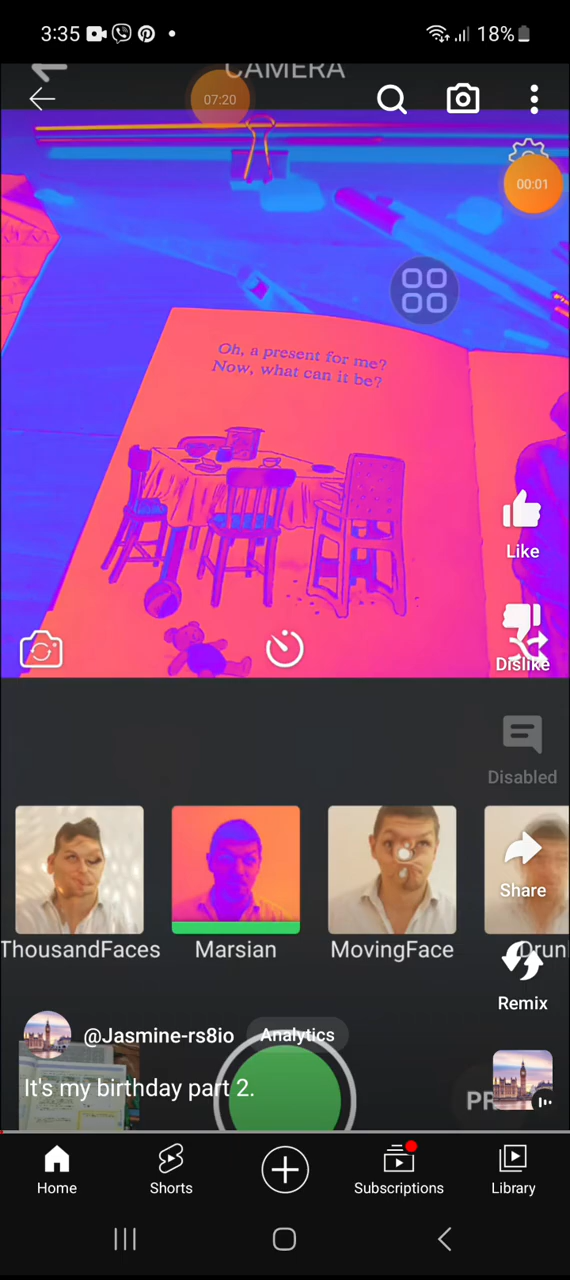 3:35
18%
CAMERA
07:20
00:01
Oh, a present for me?
Now, what can it be?
Like
Dislike
Disabled
Share
ThousandFaces
Marsian
MovingFace
Remix
@Jasmine-rs8io
Analytics
It's my birthday part 2.
Home
Shorts
Subscriptions
Library